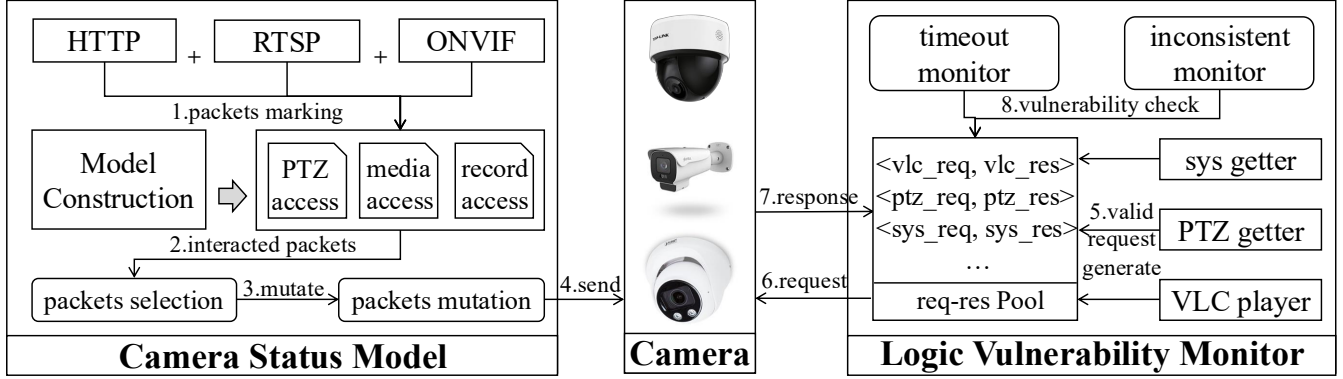 HTTP + RTSP + ONVIF
1.packets marking
Model
Construction
PTZ
access
media
access
record
access
2.interacted packets
packets selection
3.mutate
packets mutation
4.send
Camera Status Model
TP-LINK
Camera
7.response
6.request
timeout
monitor
inconsistent
monitor
8.vulnerability check
<vlc_req, vlc_res>
<ptz_req, ptz_res>
<sys_req, sys_res>
...
req-res Pool
sys getter
5.valid
request
generate
PTZ getter
VLC player
Logic Vulnerability Monitor